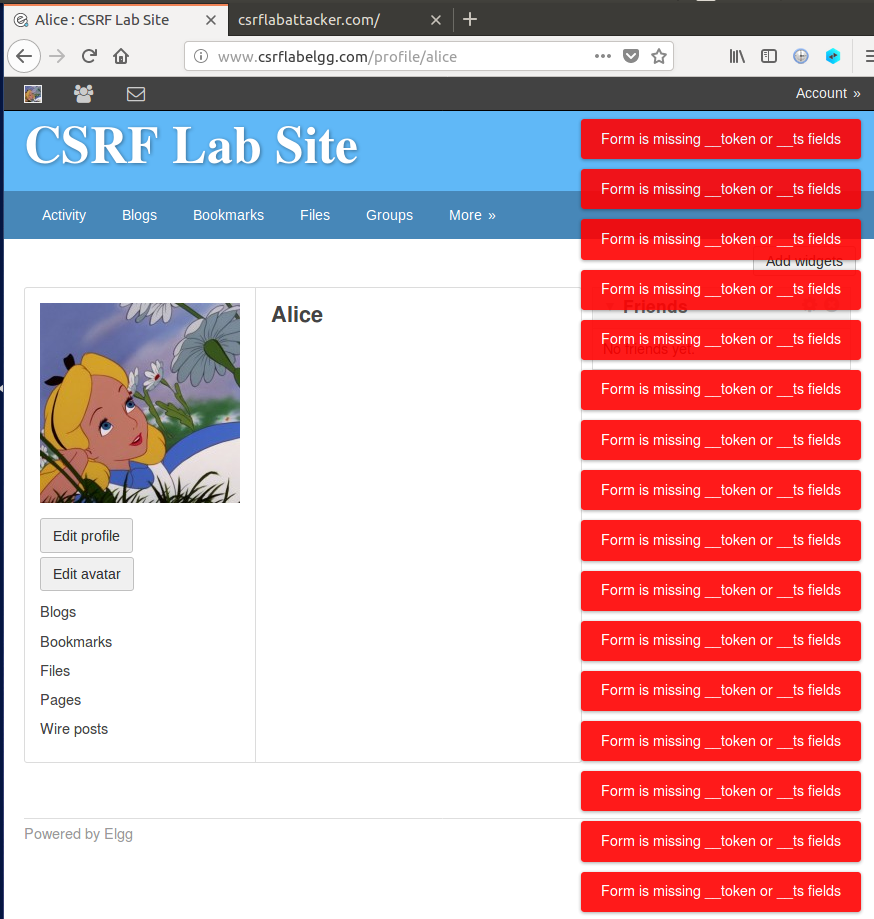 Alice : CSRF Lab Site
csrflabattacker.com/
www.csrflabelgg.com/profile/alice
Account »
CSRF Lab Site
Activity Blogs Bookmarks Files Groups More »
Form is missing __token or __ts fields
Form is missing __token or __ts fields
Form is missing __token or __ts fields
Add widgets
Form is missing __token or __ts fields
Friends
Form is missing __token or __ts fields
No friends yet.
Form is missing __token or __ts fields
Form is missing __token or __ts fields
Form is missing __token or __ts fields
Form is missing __token or __ts fields
Form is missing __token or __ts fields
Form is missing __token or __ts fields
Form is missing __token or __ts fields
Form is missing __token or __ts fields
Form is missing __token or __ts fields
Form is missing __token or __ts fields
Form is missing __token or __ts fields
Alice
Edit profile
Edit avatar
Blogs
Bookmarks
Files
Pages
Wire posts
Powered by Elgg